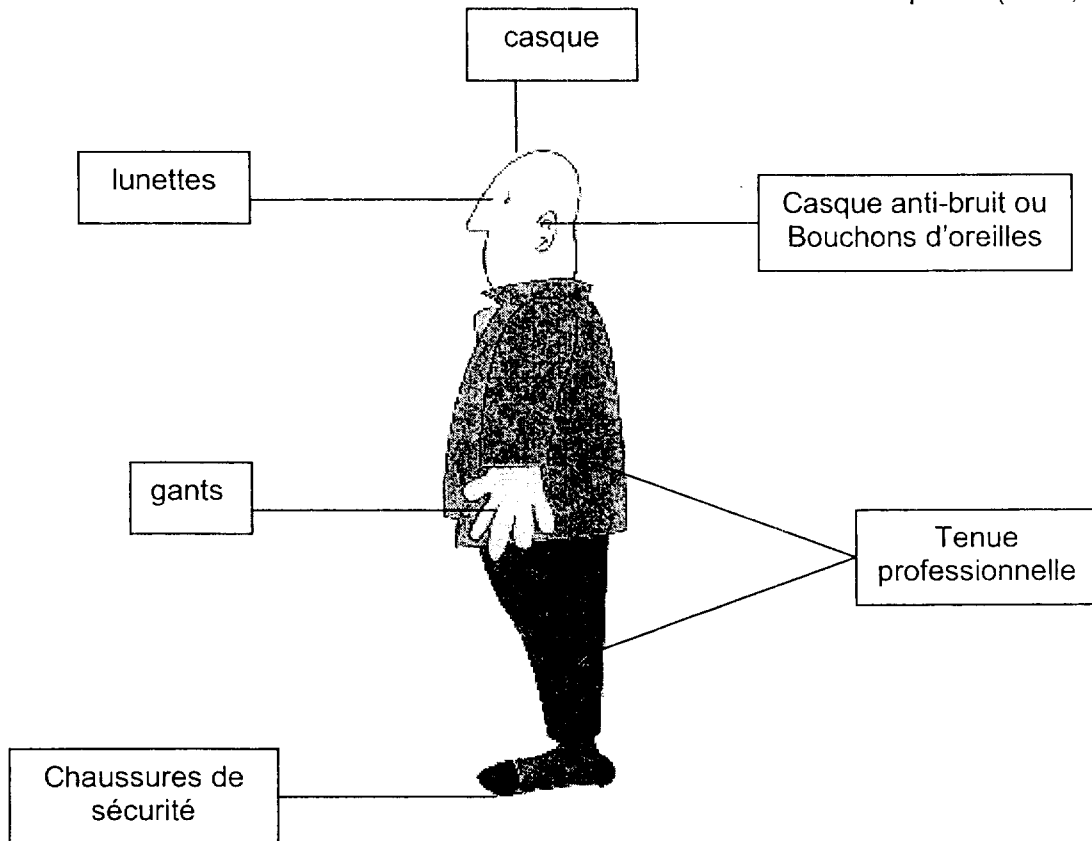 casque
lunettes
Casque anti-bruit ou
Bouchons d'oreilles
gants
Tenue
professionnelle
Chaussures de
sécurité